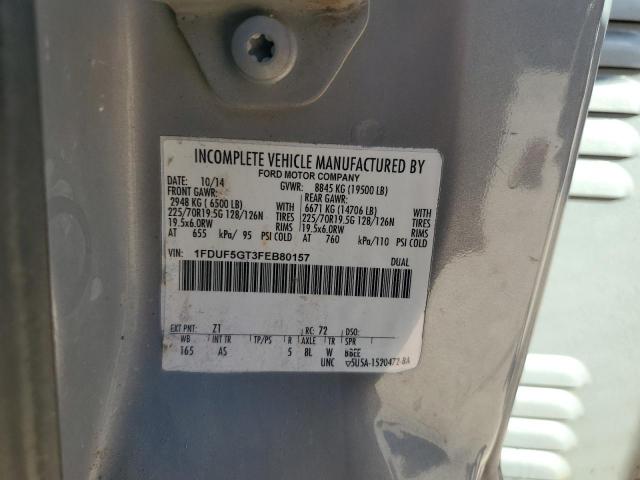 INCOMPLETE VEHICLE MANUFACTURED BY
FORD MOTOR COMPANY
DATE: 10/14 GVWR: 8845 KG (19500 LB)
FRONT GAWR: REAR GAWR:
2948 KG ( 6500 LB) WITH 6671 KG (14706 LB) WITH
225/70R19.5G 128/126N TIRES 225/70R19.5G 128/126N TIRES
19.5x6.0RW RIMS 19.5x6.0RW RIMS
AT 655 kPa/ 95 PSI COLD AT 760 kPa/110 PSI COLD
VIN: 1FDUF5GT3FEB80157 DUAL
EXT PNT: Z1 RC: 72 DSO:
WB INT TR TP/PS R AXLE TR SPR
165 AS 5 8L W BBEE
UNC ▽5U5A-1520472-BA